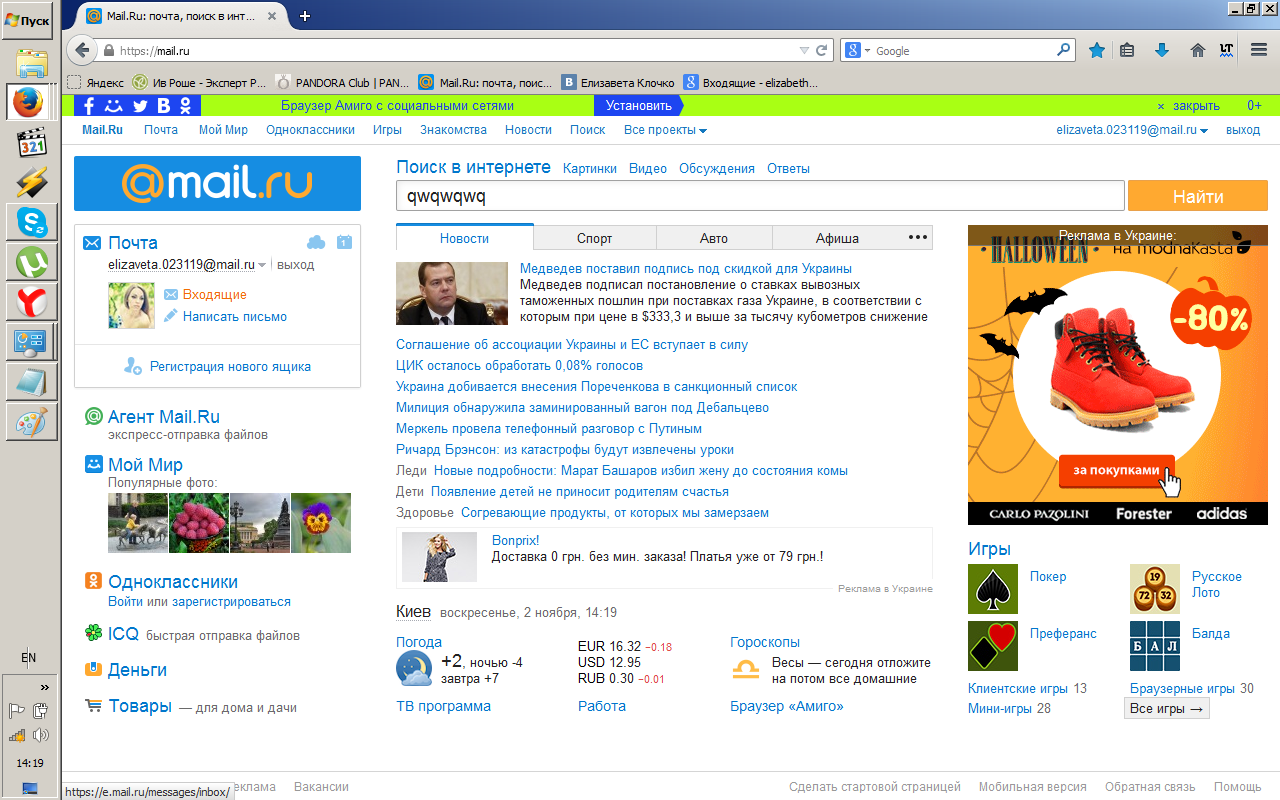 Пуск
Mail.Ru: почта, поиск в инт...
https://mail.ru
Google
Яндекс
Ив Роше - Эксперт Р...
PANDORA Club | PAN...
Mail.Ru: почта, поис...
Елизавета Клочко
Входящие - elizabeth...
Браузер Амиго с социальными сетями
Установить
× закрыть
0+
Mail.Ru Почта Мой Мир Одноклассники Игры Знакомства Новости Поиск Все проекты
elizaveta.023119@mail.ru выход
@mail.ru
Поиск в интернете Картинки Видео Обсуждения Ответы
qwqwqwq
Найти
Почта
1
elizaveta.023119@mail.ru выход
Входящие
Написать письмо
Регистрация нового ящика
Агент Mail.Ru
экспресс-отправка файлов
Мой Мир
Популярные фото:
Одноклассники
Войти или зарегистрироваться
ICQ быстрая отправка файлов
Деньги
Товары — для дома и дачи
Новости Спорт Авто Афиша •••
Медведев поставил подпись под скидкой для Украины
Медведев подписал постановление о ставках вывозных
таможенных пошлин при поставках газа Украине, в соответствии с
которым при цене в $333,3 и выше за тысячу кубометров снижение
Соглашение об ассоциации Украины и ЕС вступает в силу
ЦИК осталось обработать 0,08% голосов
Украина добивается внесения Пореченкова в санкционный список
Милиция обнаружила заминированный вагон под Дебальцево
Меркель провела телефонный разговор с Путиным
Ричард Брэнсон: из катастрофы будут извлечены уроки
Леди Новые подробности: Марат Башаров избил жену до состояния комы
Дети Появление детей не приносит родителям счастья
Здоровье Согревающие продукты, от которых мы замерзаем
Bonprix!
Доставка 0 грн. без мин. заказа! Платья уже от 79 грн.!
Реклама в Украине
Киев воскресенье, 2 ноября, 14:19
Погода
+2, ночью -4
завтра +7
ТВ программа
EUR 16.32 −0.18
USD 12.95
RUB 0.30 −0.01
Работа
Гороскопы
Весы — сегодня отложите
на потом все домашние
Браузер «Амиго»
Реклама в Украине:
HALLOWEEN на modnaKasta
-80%
за покупками
CARLO PAZOLINI Forester adidas
Игры
Покер
19
72 32
Русское
Лото
Преферанс
БАЛ
Балда
Клиентские игры 13
Браузерные игры 30
Мини-игры 28
Все игры →
321
EN
»
14:19
https://e.mail.ru/messages/inbox/
еклама
Вакансии
Сделать стартовой страницей Мобильная версия Обратная связь Помощь